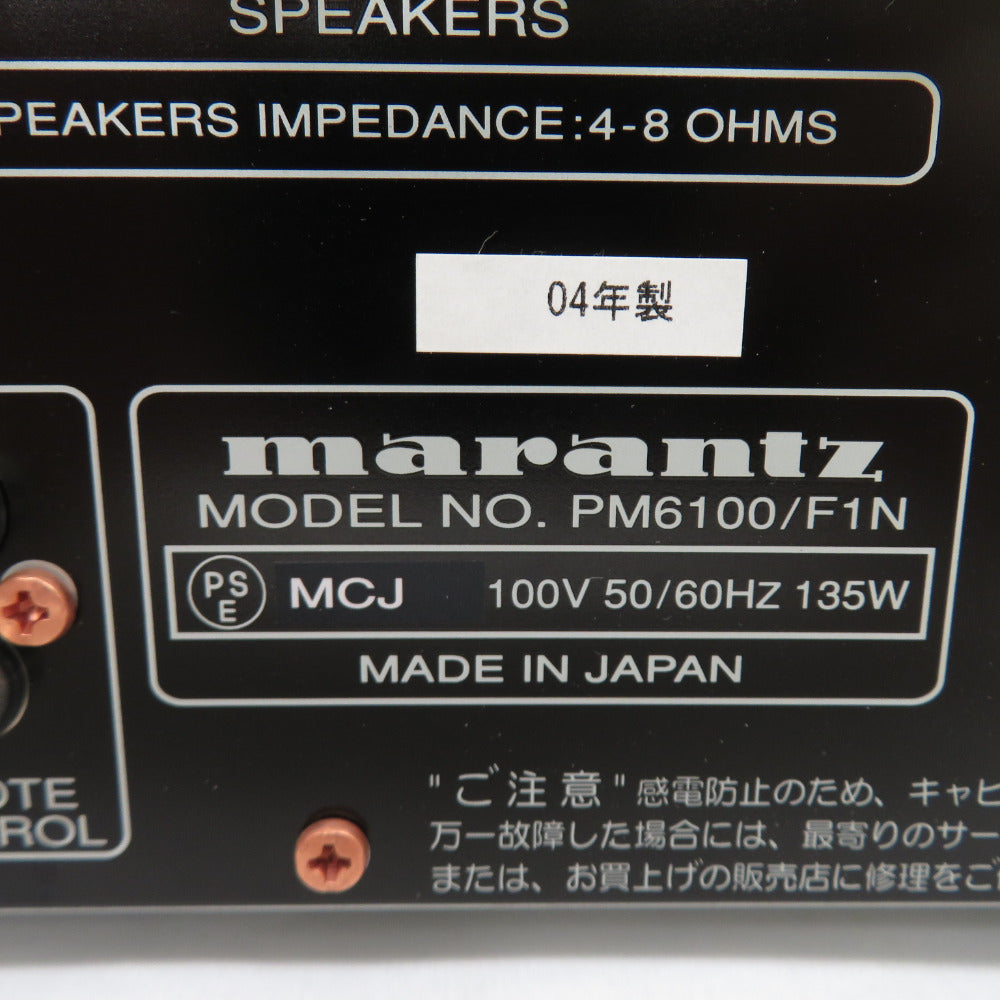 SPEAKERS
PEAKERS IMPEDANCE:4-8 OHMS
04年製
marantz
MODEL NO. PM6100/F1N
PSE MCJ 100V 50/60HZ 135W
MADE IN JAPAN
OTE
ROL
"ご注意"感電防止のため、キャビ
万一故障した場合には、最寄りのサー
または、お買上げの販売店に修理をご